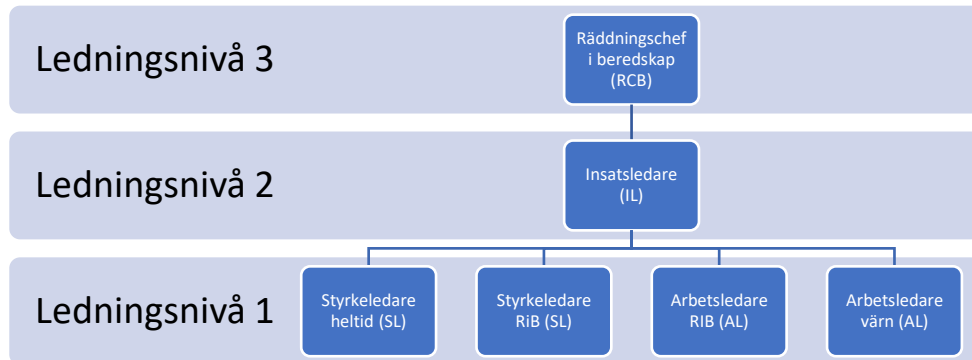 Ledningsnivå 3
Räddningschef
i beredskap
(RCB)
Ledningsnivå 2
Insatsledare
(IL)
Ledningsnivå 1
Styrkeledare
heltid (SL)
Styrkeledare
RiB (SL)
Arbetsledare
RIB (AL)
Arbetsledare
värn (AL)